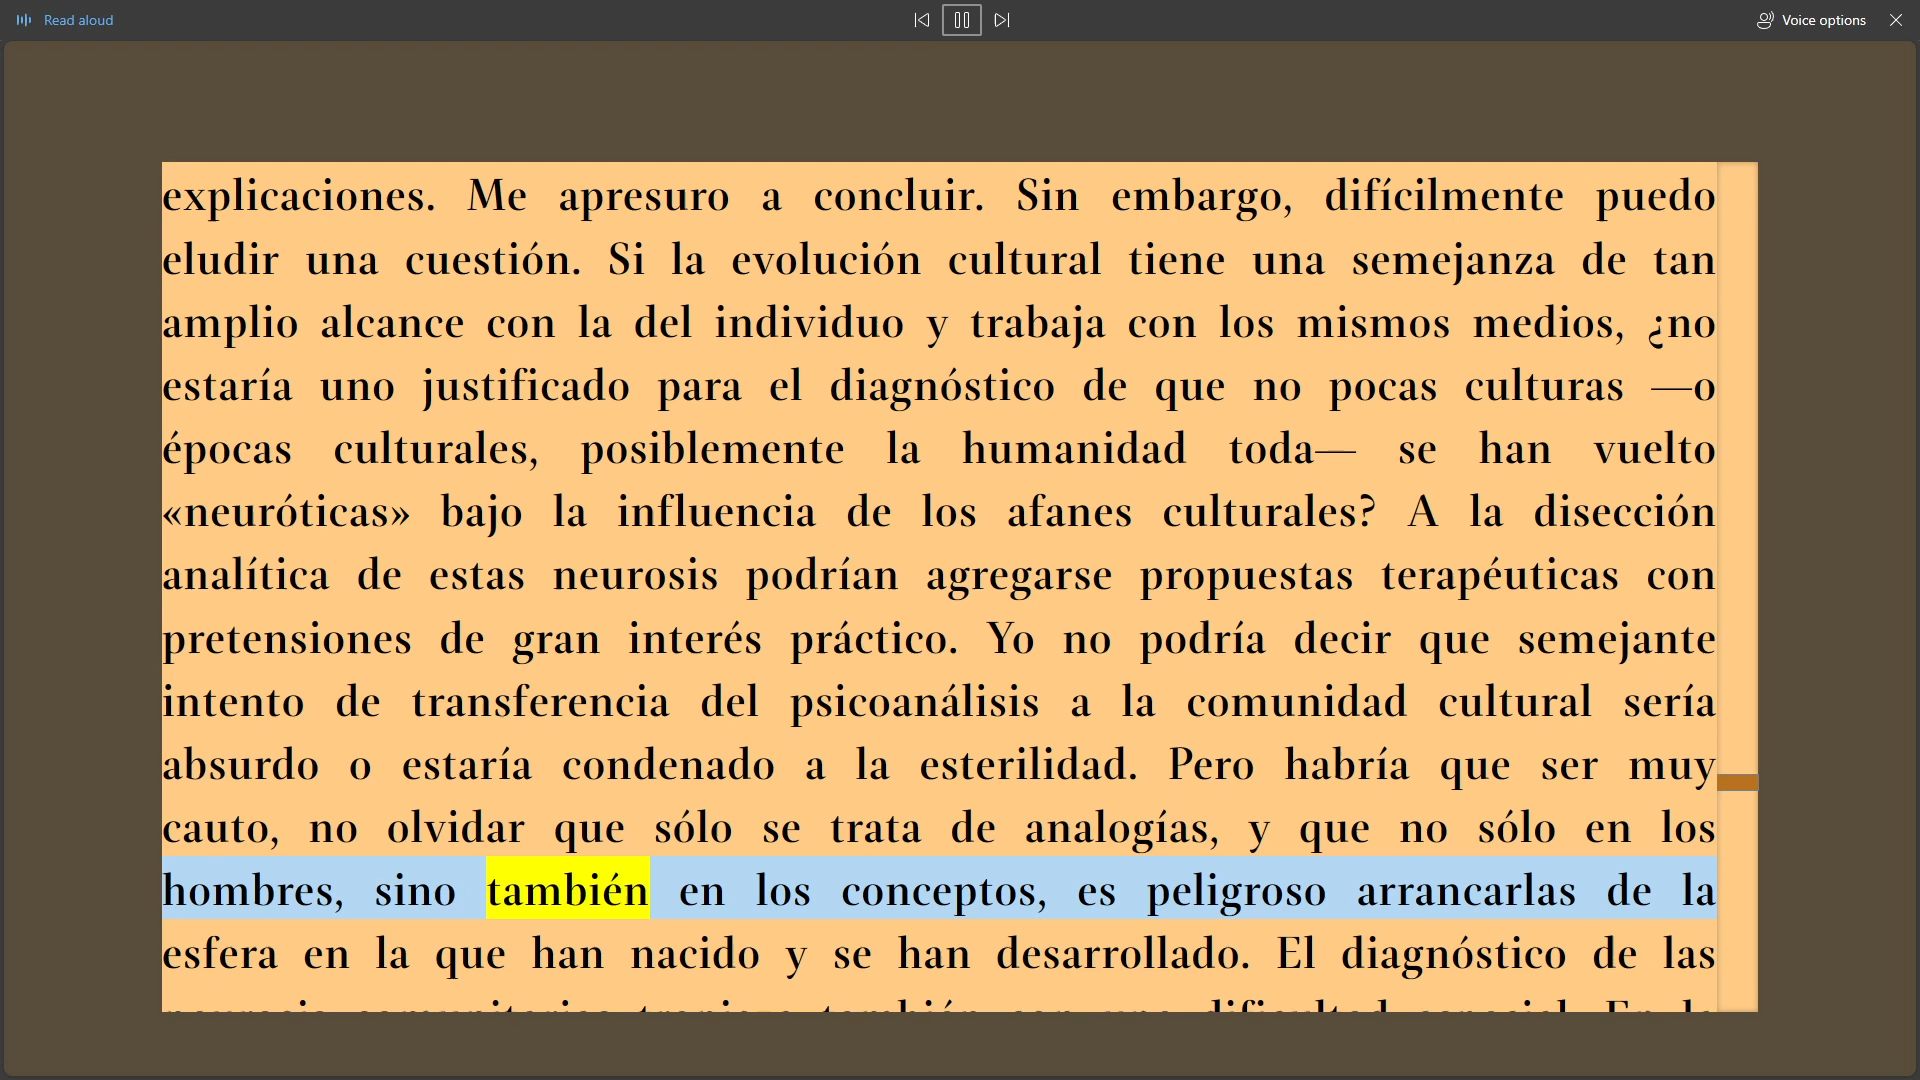 Read aloud
Voice options
explicaciones. Me apresuro a concluir. Sin embargo, difícilmente puedo
eludir una cuestión. Si la evolución cultural tiene una semejanza de tan
amplio alcance con la del individuo y trabaja con los mismos medios, ¿no
estaría uno justificado para el diagnóstico de que no pocas culturas —o
épocas culturales, posiblemente la humanidad toda— se han vuelto
«neuróticas» bajo la influencia de los afanes culturales? A la disección
analítica de estas neurosis podrían agregarse propuestas terapéuticas con
pretensiones de gran interés práctico. Yo no podría decir que semejante
intento de transferencia del psicoanálisis a la comunidad cultural sería
absurdo o estaría condenado a la esterilidad. Pero habría que ser muy
cauto, no olvidar que sólo se trata de analogías, y que no sólo en los
hombres, sino también en los conceptos, es peligroso arrancarlas de la
esfera en la que han nacido y se han desarrollado. El diagnóstico de las